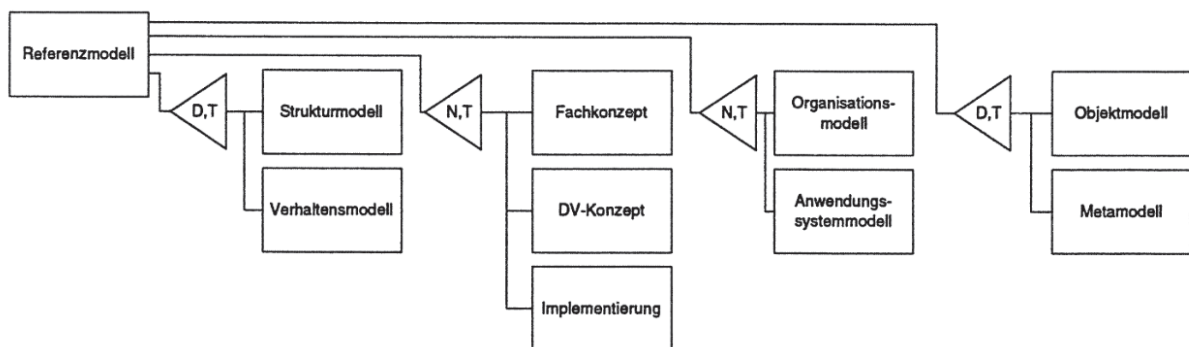 Referenzmodell
D,T
Strukturmodell
Verhaltensmodell
N,T
Fachkonzept
DV-Konzept
Implementierung
N,T
Organisations-
modell
Anwendungs-
systemmodell
D,T
Objektmodell
Metamodell